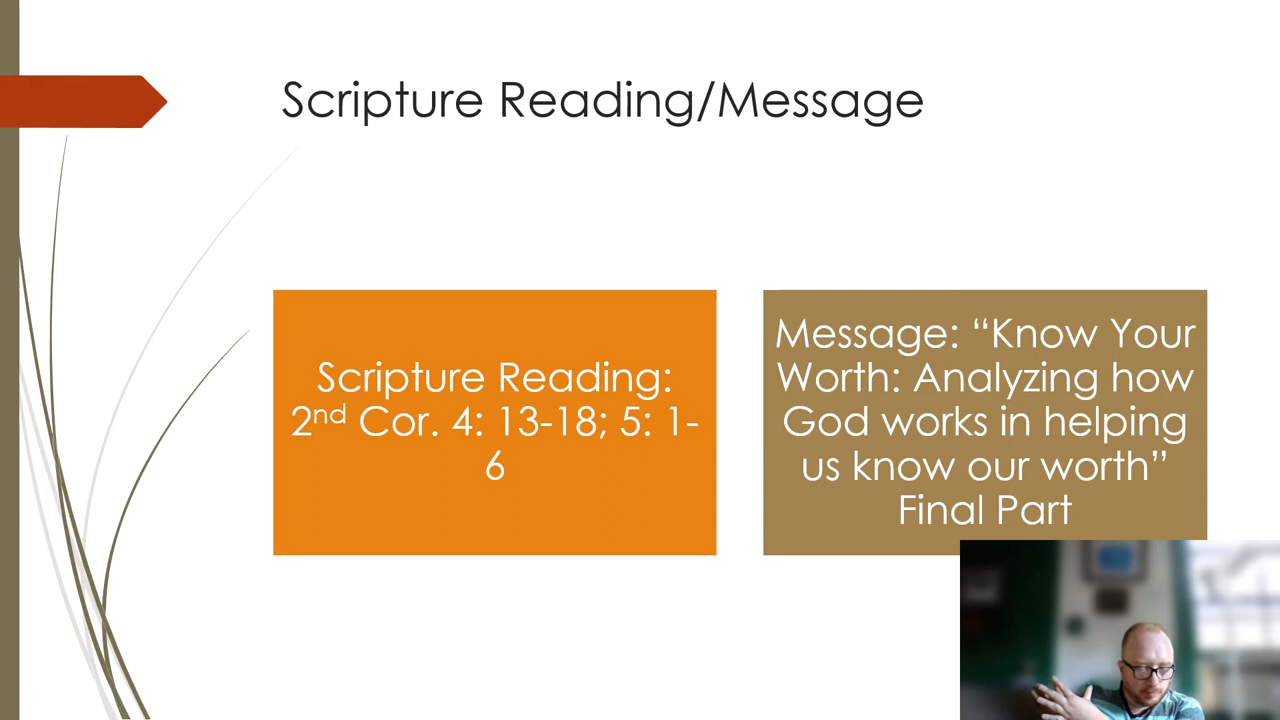 Scripture Reading/Message
Scripture Reading:
2nd Cor. 4: 13-18; 5: 1-
6
Message: “Know Your
Worth: Analyzing how
God works in helping
us know our worth”
Final Part